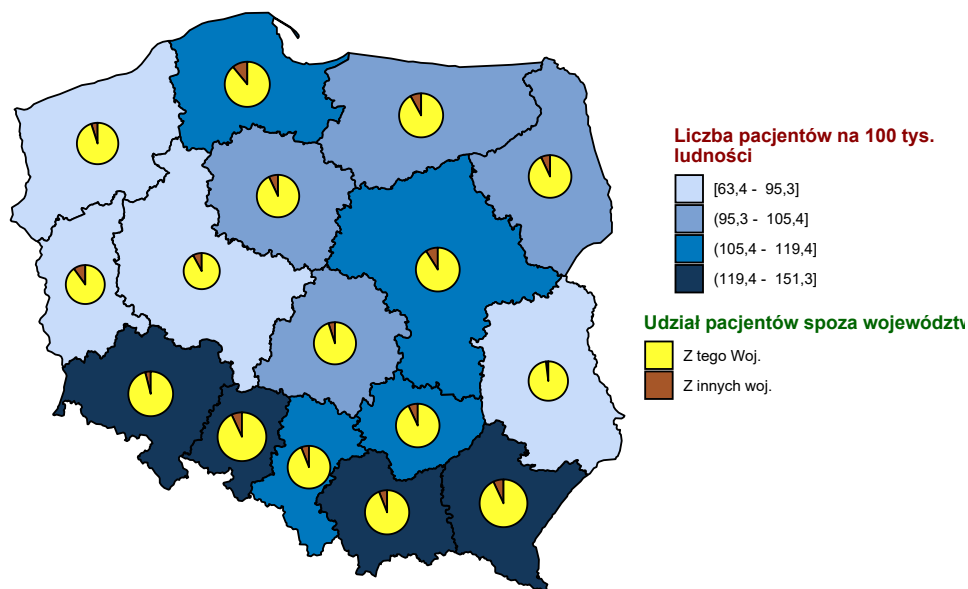 Liczba pacjentów na 100 tys.
ludności
[63,4 - 95,3]
(95,3 - 105,4]
(105,4 - 119,4]
(119,4 - 151,3]
Udział pacjentów spoza województw
Z tego Woj.
Z innych woj.